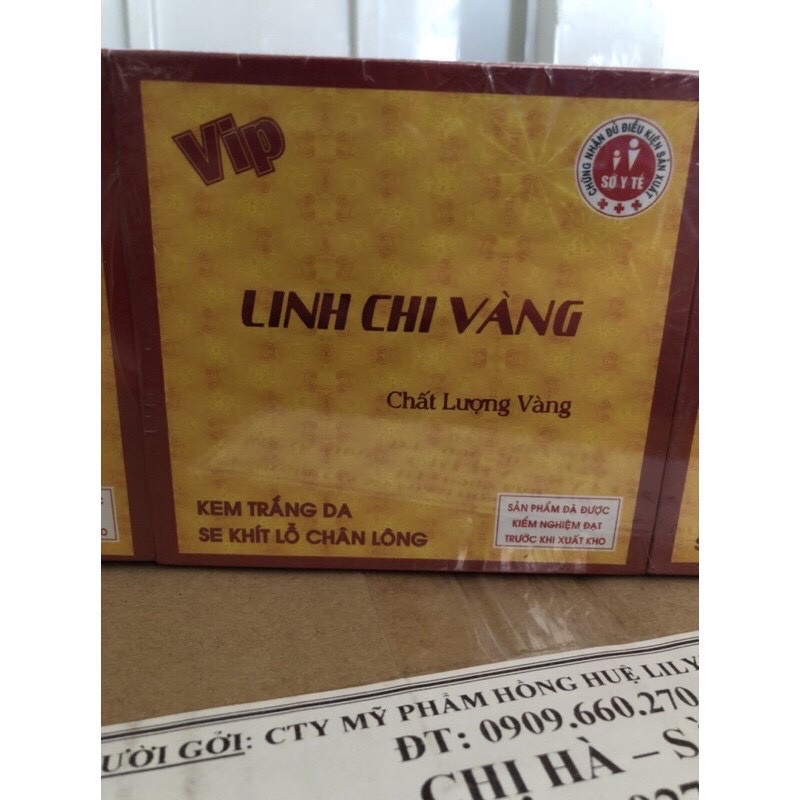 Vip
CHỨNG NHẬN ĐỦ ĐIỀU KIỆN SẢN XUẤT
SỞ Y TẾ
LINH CHI VÀNG
Chất Lượng Vàng
KEM TRẮNG DA
SE KHÍT LỖ CHÂN LÔNG
SẢN PHẨM ĐÃ ĐƯỢC
KIỂM NGHIỆM ĐẠT
TRƯỚC KHI XUẤT KHO
ƯỜI GỞI: CTY MỸ PHẨM HỒNG HUỆ LILY
ĐT: 0909.660.270
CHỊ HÀ – S